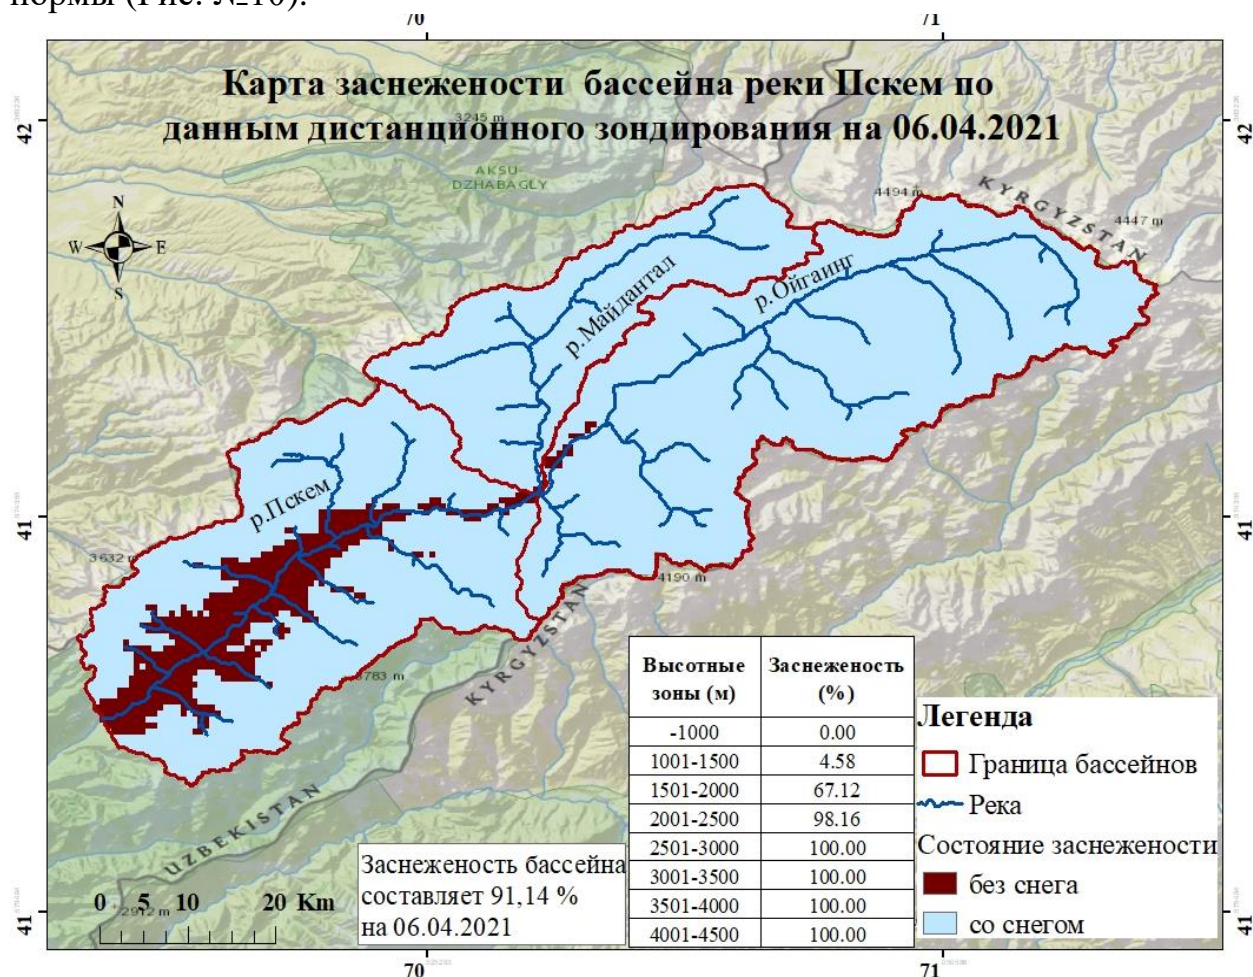 нормы (Рис. №10).
70
71
Карта заснежености бассейна реки Пскем по
данным дистанционного зондирования на 06.04.2021
42
42
3245 m
AKSU-
DZHABAGLY
4494 m
KYRGYZSTAN
4447 m
N
W
E
S
р.Майдантал
р.Ойгаинг
р.Пскем
41
41
3632 m
4190 m
KYRGYZSTAN
3783 m
UZBEKISTAN
Высотные зоны (м) Заснеженость (%)
-1000 0.00
1001-1500 4.58
1501-2000 67.12
2001-2500 98.16
2501-3000 100.00
3001-3500 100.00
3501-4000 100.00
4001-4500 100.00
Легенда
Граница бассейнов
Река
Состояние заснежености
без снега
со снегом
Заснеженость бассейна
составляет 91,14 %
на 06.04.2021
0 5 10 20 Km
2912 m
41
41
70
71